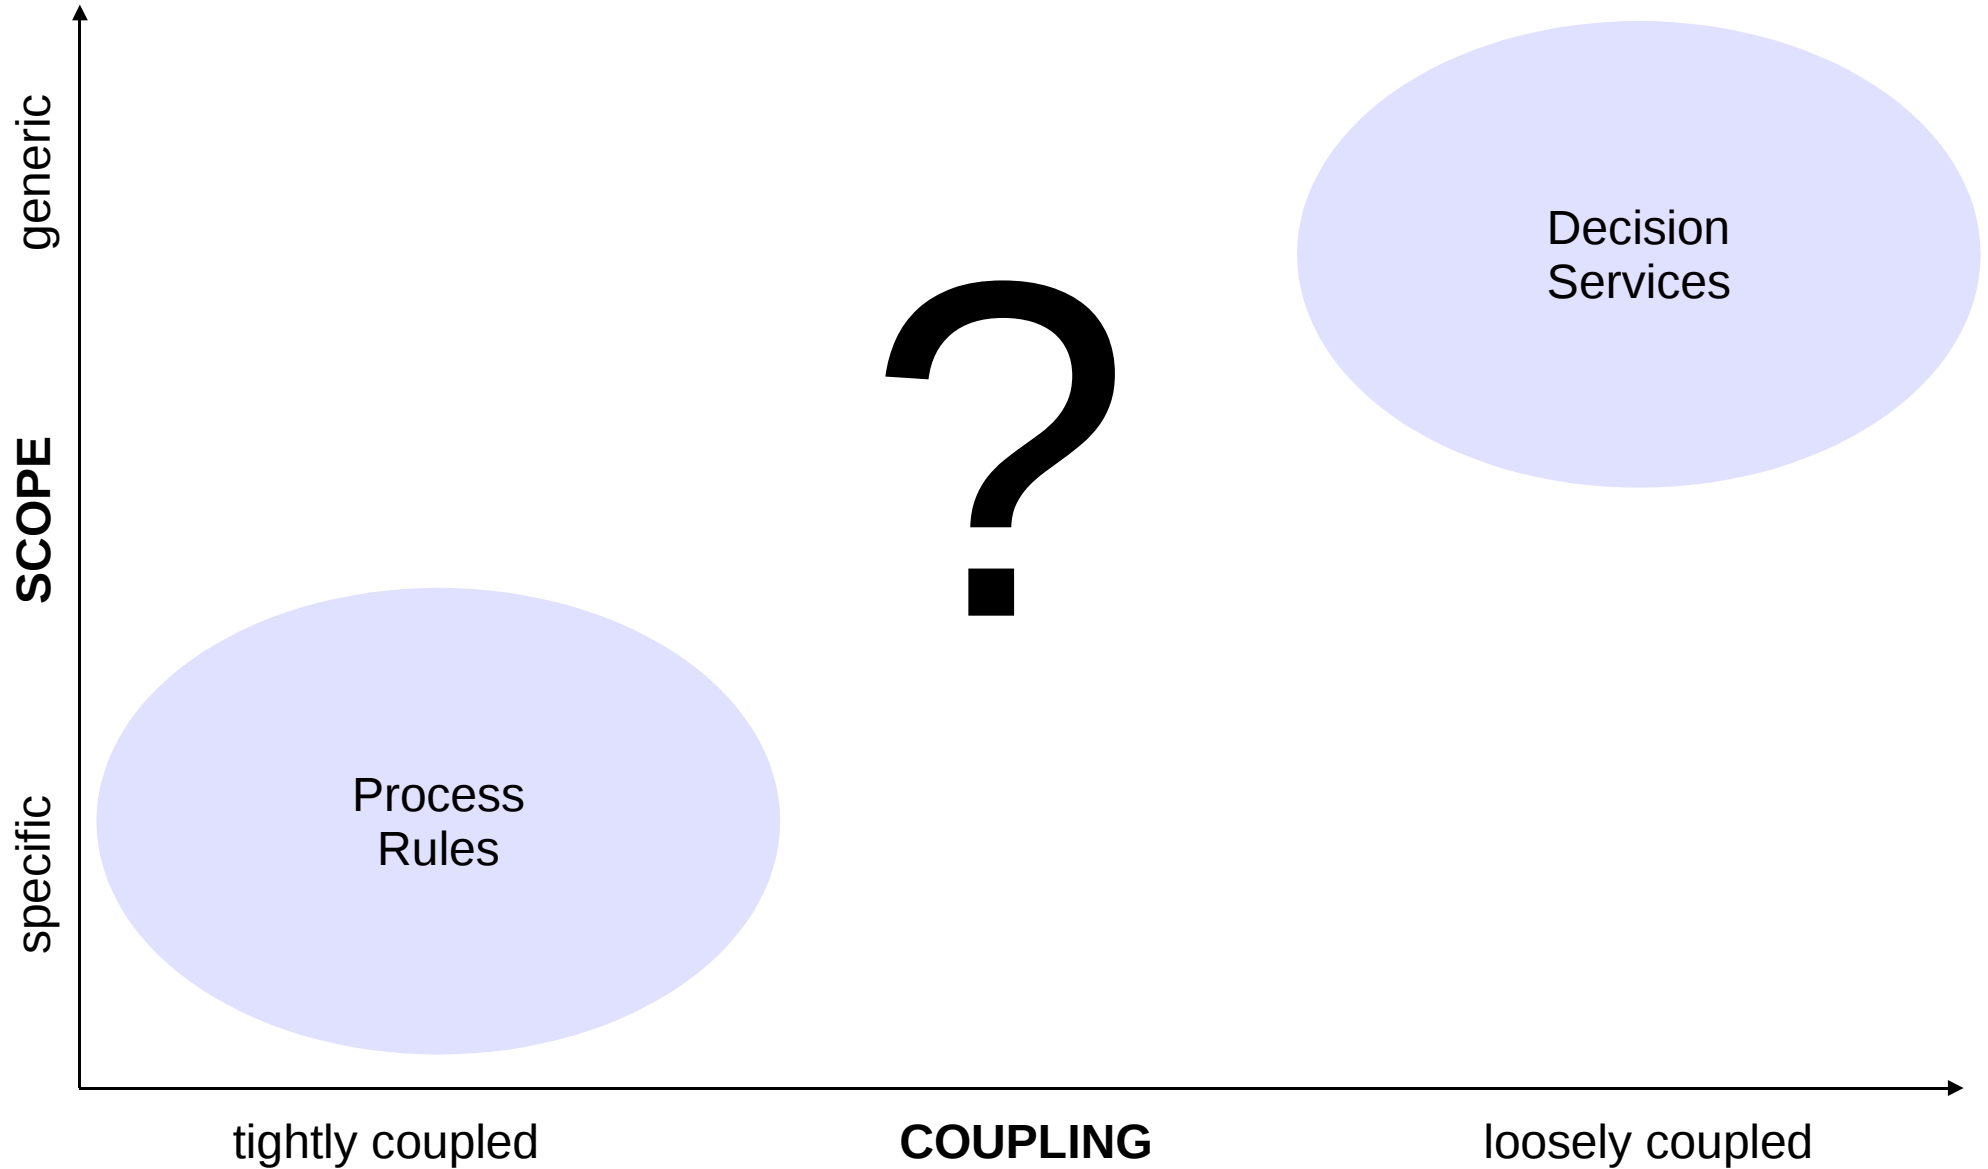 generic
SCOPE
specific
Decision
Services
?
Process
Rules
tightly coupled
COUPLING
loosely coupled